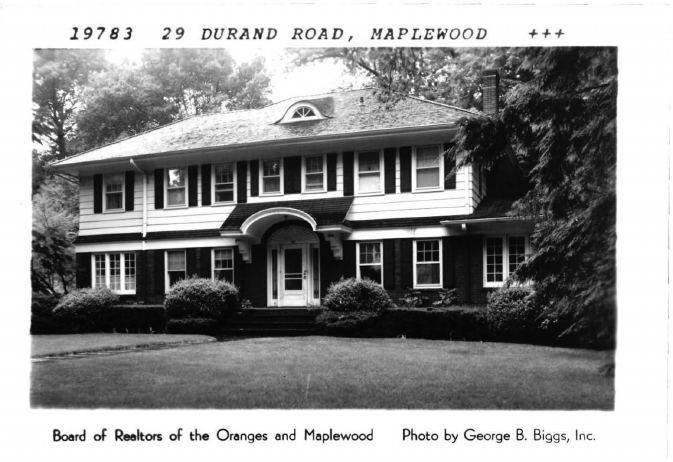 19783 29 DURAND ROAD, MAPLEWOOD +++
Board of Realtors of the Oranges and Maplewood Photo by George B. Biggs, Inc.